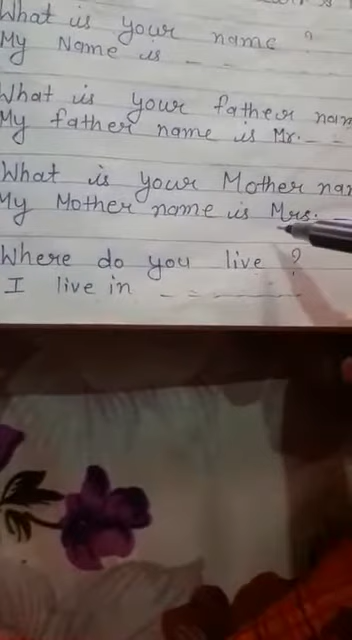 What is your name ?
My Name is - -
What is your father nam
My father name is Mr. - -
What is your Mother nar
My Mother name is Mrs.
Where do you live ?
I live in - = ———